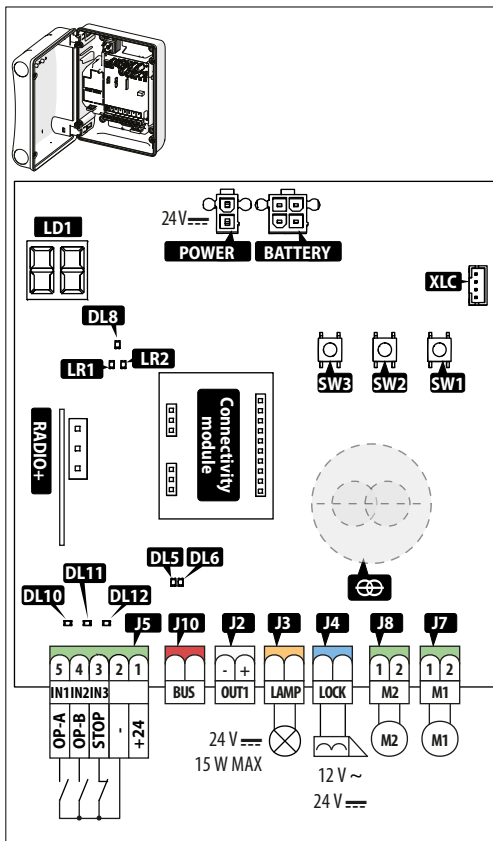 LD1
24V
POWER
BATTERY
XLC
DL8
LR1
LR2
SW3
SW2
SW1
RADIO+
Connectivity
module
DL5
DL6
DL10
DL11
DL12
J5
J10
J2
J3
J4
J8
J7
5 4 3 2 1
- +
1 2
1 2
IN1 IN2 IN3
BUS
OUT1
LAMP
LOCK
M2
M1
OP-A
OP-B
STOP
-
+24
24 V
15 W MAX
12 V ~
24 V
M2
M1